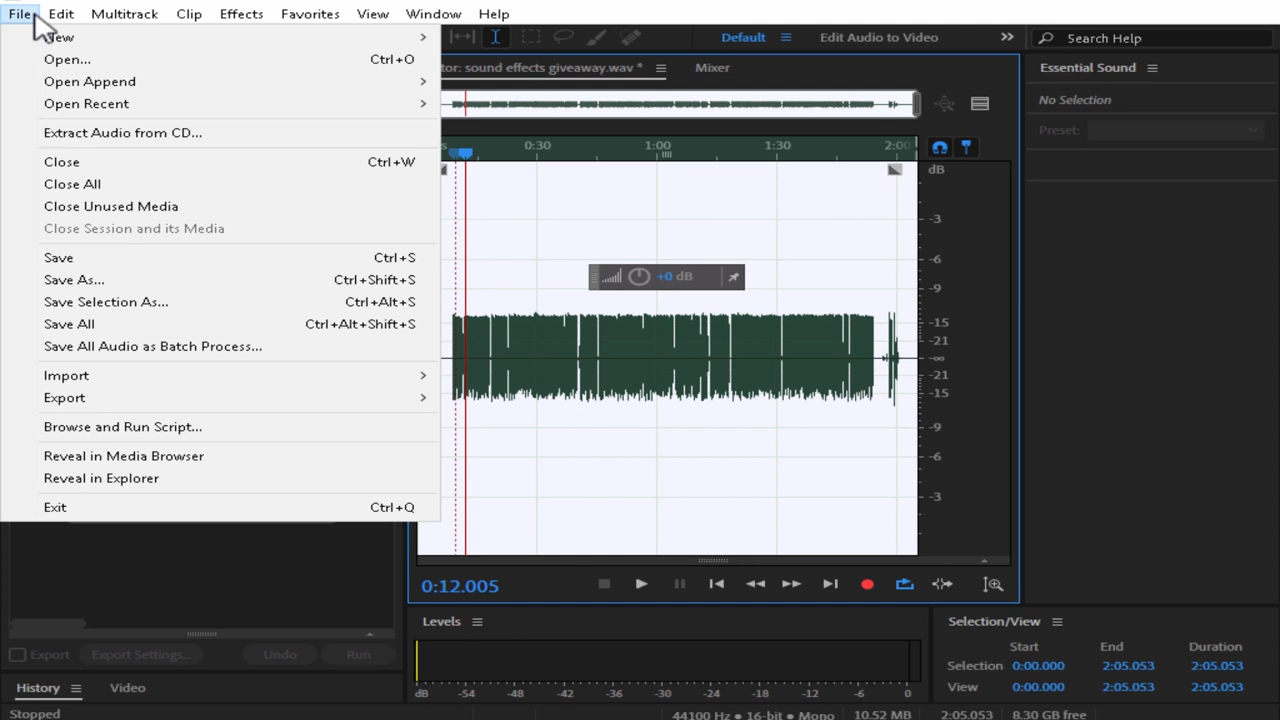 File Edit Multitrack Clip Effects Favorites View Window Help
New
Open... Ctrl+O
Open Append
Open Recent
Extract Audio from CD...
Close Ctrl+W
Close All
Close Unused Media
Close Session and its Media
Save Ctrl+S
Save As... Ctrl+Shift+S
Save Selection As... Ctrl+Alt+S
Save All Ctrl+Alt+Shift+S
Save All Audio as Batch Process...
Import
Export
Browse and Run Script...
Reveal in Media Browser
Reveal in Explorer
Exit Ctrl+Q
Default Edit Audio to Video Search Help
tor: sound effects giveaway.wav * Mixer
Essential Sound
No Selection
Preset:
s 0:30 1:00 1:30 2:00
dB
-3
-6
-9
-15
-21
-∞
-21
-15
-9
-6
-3
+0 dB
0:12.005
Export Export Settings... Undo Run
History Video
Stopped
Levels
dB -54 -48 -42 -36 -30 -24 -18 -12 -6 0
Selection/View
Start End Duration
Selection 0:00.000 2:05.053 2:05.053
View 0:00.000 2:05.053 2:05.053
44100 Hz • 16-bit • Mono 10.52 MB 2:05.053 8.30 GB free